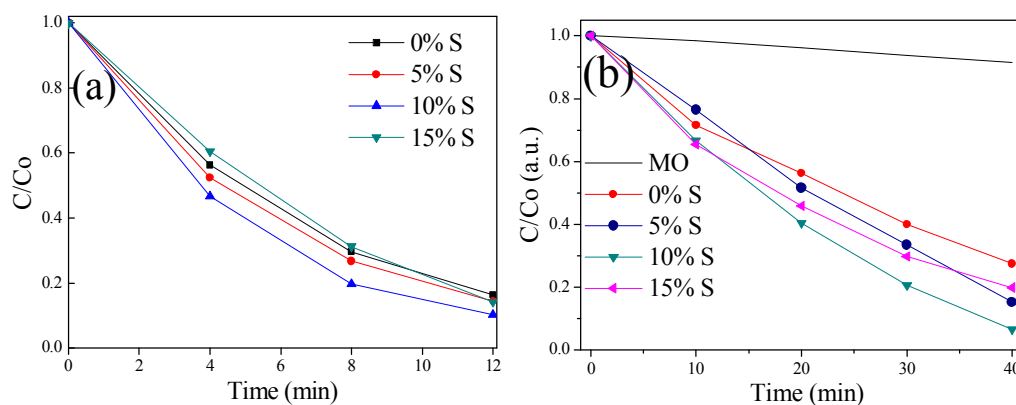 (a)
C/Co
1.0
0.8
0.6
0.4
0.2
0.0
0% S
5% S
10% S
15% S
0 2 4 6 8 10 12
Time (min)
(b)
C/Co (a.u.)
1.0
0.8
0.6
0.4
0.2
0.0
MO
0% S
5% S
10% S
15% S
0 10 20 30 40
Time (min)